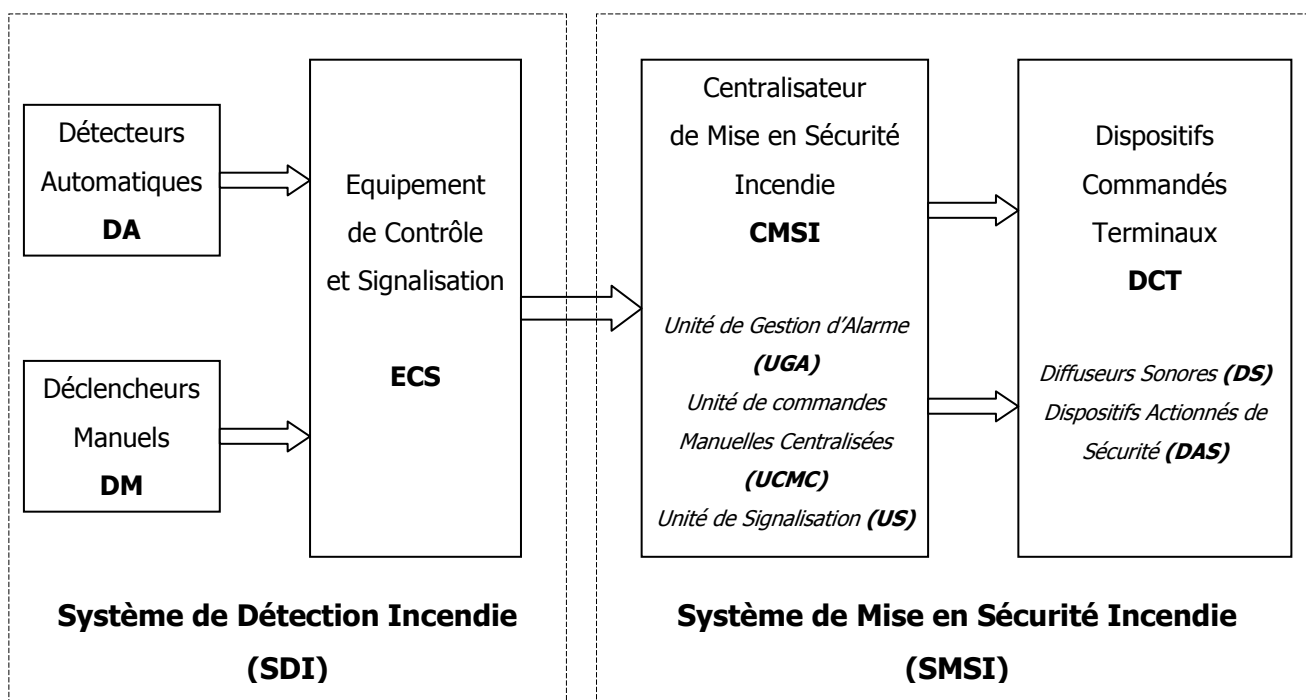 Détecteurs
Automatiques
DA
Déclencheurs
Manuels
DM
Equipement
de Contrôle
et Signalisation
ECS
Système de Détection Incendie
(SDI)
Centralisateur
de Mise en Sécurité
Incendie
CMSI
Unité de Gestion d'Alarme
(UGA)
Unité de commandes
Manuelles Centralisées
(UCMC)
Unité de Signalisation (US)
Dispositifs
Commandés
Terminaux
DCT
Diffuseurs Sonores (DS)
Dispositifs Actionnés de
Sécurité (DAS)
Système de Mise en Sécurité Incendie
(SMSI)